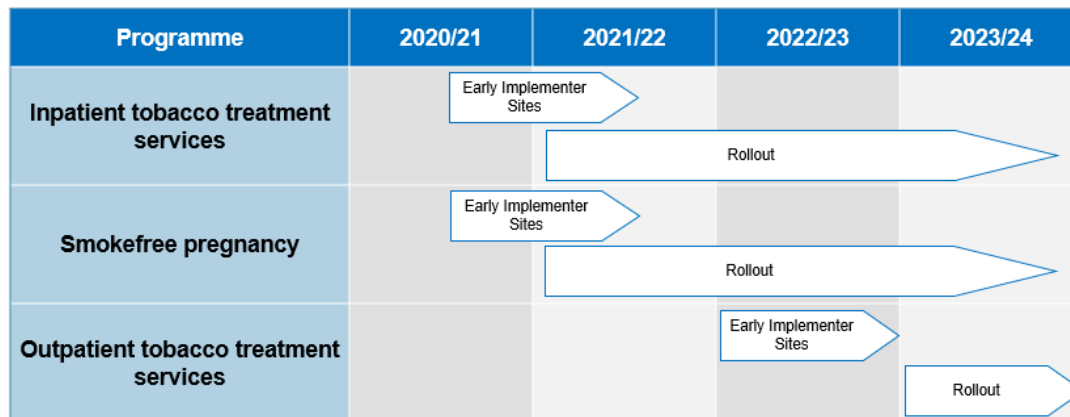 Programme 2020/21 2021/22 2022/23 2023/24
Inpatient tobacco treatment
services
Early Implementer
Sites
Rollout
Smokefree pregnancy
Early Implementer
Sites
Rollout
Outpatient tobacco treatment
services
Early Implementer
Sites
Rollout